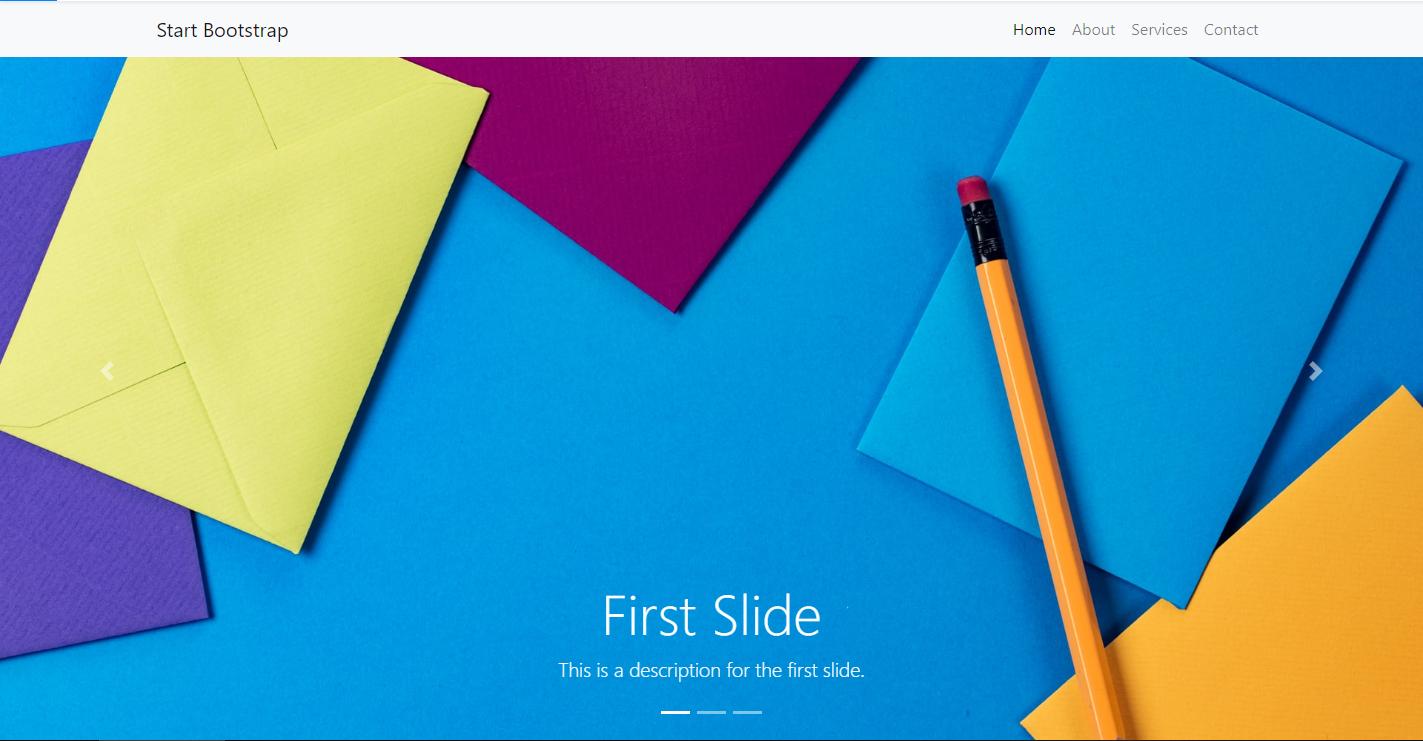 Start Bootstrap
Home About Services Contact
First Slide
This is a description for the first slide.